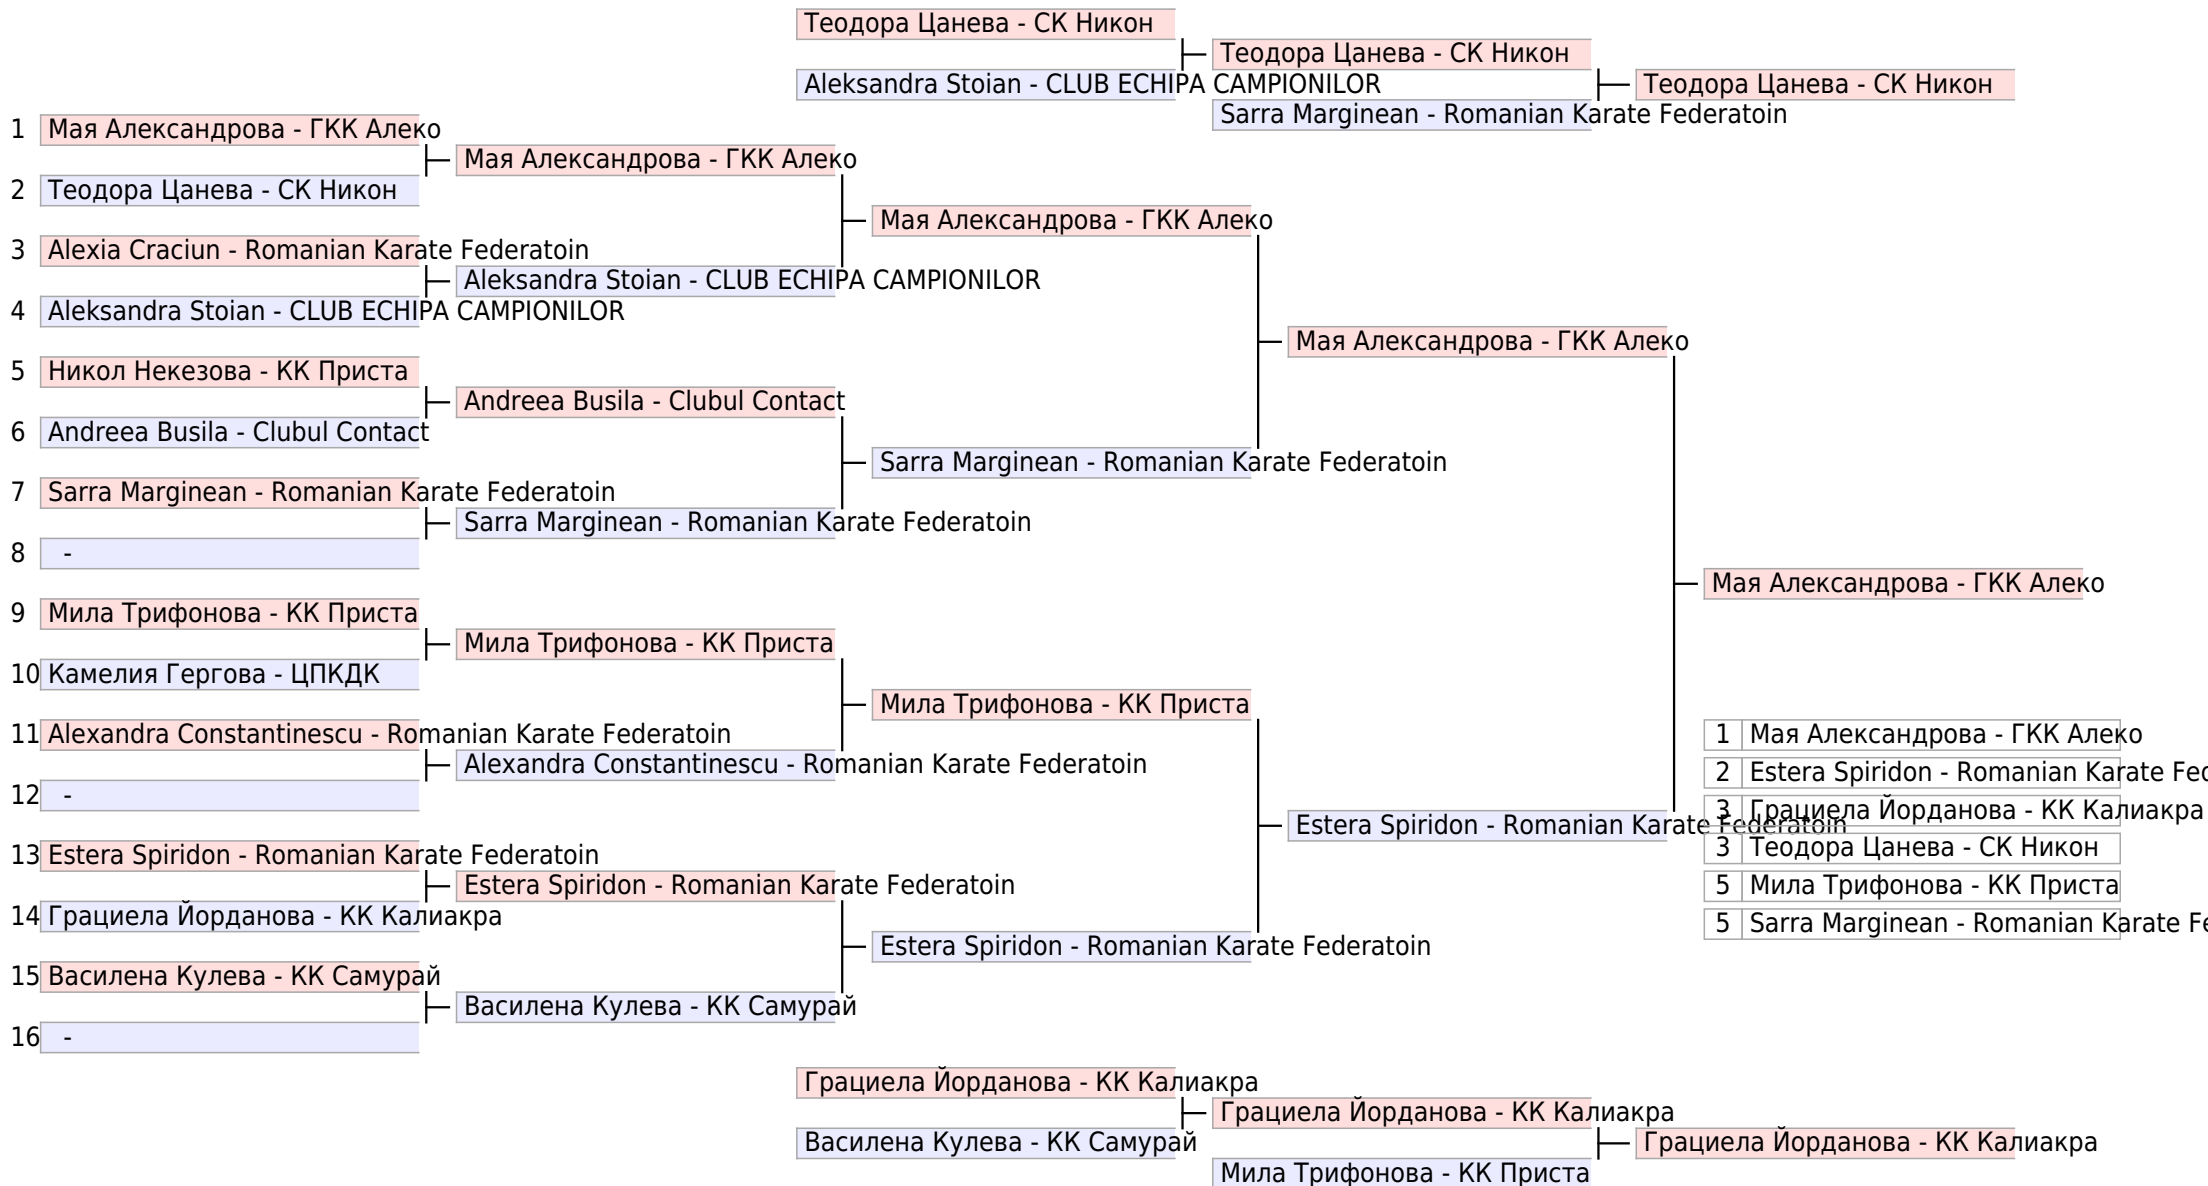 Теодора Цанева - СК Никон
Теодора Цанева - СК Никон
Aleksandra Stoian - CLUB ECHIPA CAMPIONILOR
Теодора Цанева - СК Никон
Sarra Marginean - Romanian Karate Federatoin
1 Мая Александрова - ГКК Алеко
Мая Александрова - ГКК Алеко
2 Теодора Цанева - СК Никон
Мая Александрова - ГКК Алеко
3 Alexia Craciun - Romanian Karate Federatoin
Aleksandra Stoian - CLUB ECHIPA CAMPIONILOR
4 Aleksandra Stoian - CLUB ECHIPA CAMPIONILOR
Мая Александрова - ГКК Алеко
5 Никол Некезова - КК Приста
Andreea Busila - Clubul Contact
6 Andreea Busila - Clubul Contact
Sarra Marginean - Romanian Karate Federatoin
7 Sarra Marginean - Romanian Karate Federatoin
Sarra Marginean - Romanian Karate Federatoin
8 -
Мая Александрова - ГКК Алеко
9 Мила Трифонова - КК Приста
Мила Трифонова - КК Приста
10 Камелия Гергова - ЦПКДК
Мила Трифонова - КК Приста
11 Alexandra Constantinescu - Romanian Karate Federatoin
Alexandra Constantinescu - Romanian Karate Federatoin
12 -
Estera Spiridon - Romanian Karate Federatoin
13 Estera Spiridon - Romanian Karate Federatoin
Estera Spiridon - Romanian Karate Federatoin
14 Грациела Йорданова - КК Калиакра
Estera Spiridon - Romanian Karate Federatoin
15 Василена Кулева - КК Самурай
Василена Кулева - КК Самурай
16 -
1 Мая Александрова - ГКК Алеко
2 Estera Spiridon - Romanian Karate Fed
3 Грациела Йорданова - КК Калиакра
3 Теодора Цанева - СК Никон
5 Мила Трифонова - КК Приста
5 Sarra Marginean - Romanian Karate Fe
Грациела Йорданова - КК Калиакра
Грациела Йорданова - КК Калиакра
Василена Кулева - КК Самурай
Грациела Йорданова - КК Калиакра
Мила Трифонова - КК Приста